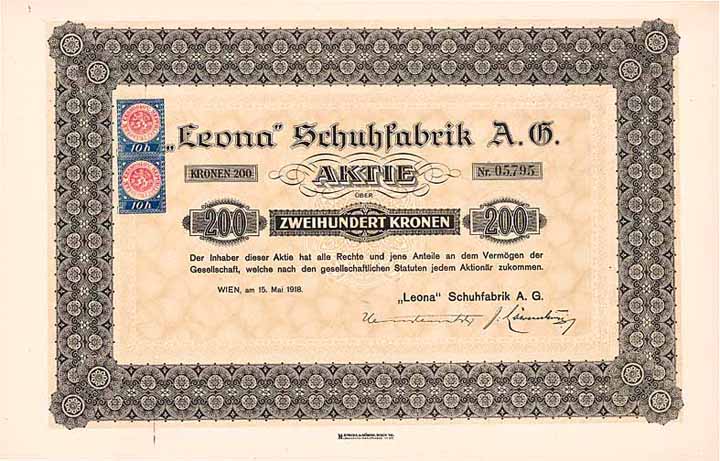 „Leona" Schuhfabrik A. G.
10 h
10 h
KRONEN 200
AKTIE
Nr. 05,795
ÜBER
200 ZWEIHUNDERT KRONEN 200
Der Inhaber dieser Aktie hat alle Rechte und jene Anteile an dem Vermögen der
Gesellschaft, welche nach den gesellschaftlichen Statuten jedem Aktionär zukommen.
WIEN, am 15. Mai 1918.
„Leona" Schuhfabrik A. G.